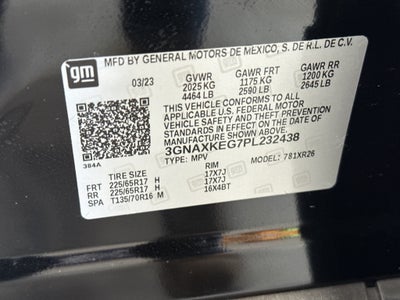 gm
MFD BY GENERAL MOTORS DE MEXICO, S. DE R.L. DE C.V.
03/23 GVWR GAWR FRT GAWR RR
2025 KG 1175 KG 1200 KG
4464 LB 2590 LB 2645 LB
THIS VEHICLE CONFORMS TO ALL
APPLICABLE U.S. FEDERAL MOTOR
VEHICLE SAFETY STANDARDS
IN EFFECT ON THE DATE OF
MANUFACTURE SHOWN ABOVE.
3GNAXKEG7PL232438
384A TYPE: MPV MODEL: 781XR26
TIRE SIZE RIM
FRT 225/65R17 H 17X7J
RR 225/65R17 H 17X7J
SPA T135/70R16 M 16X4BT